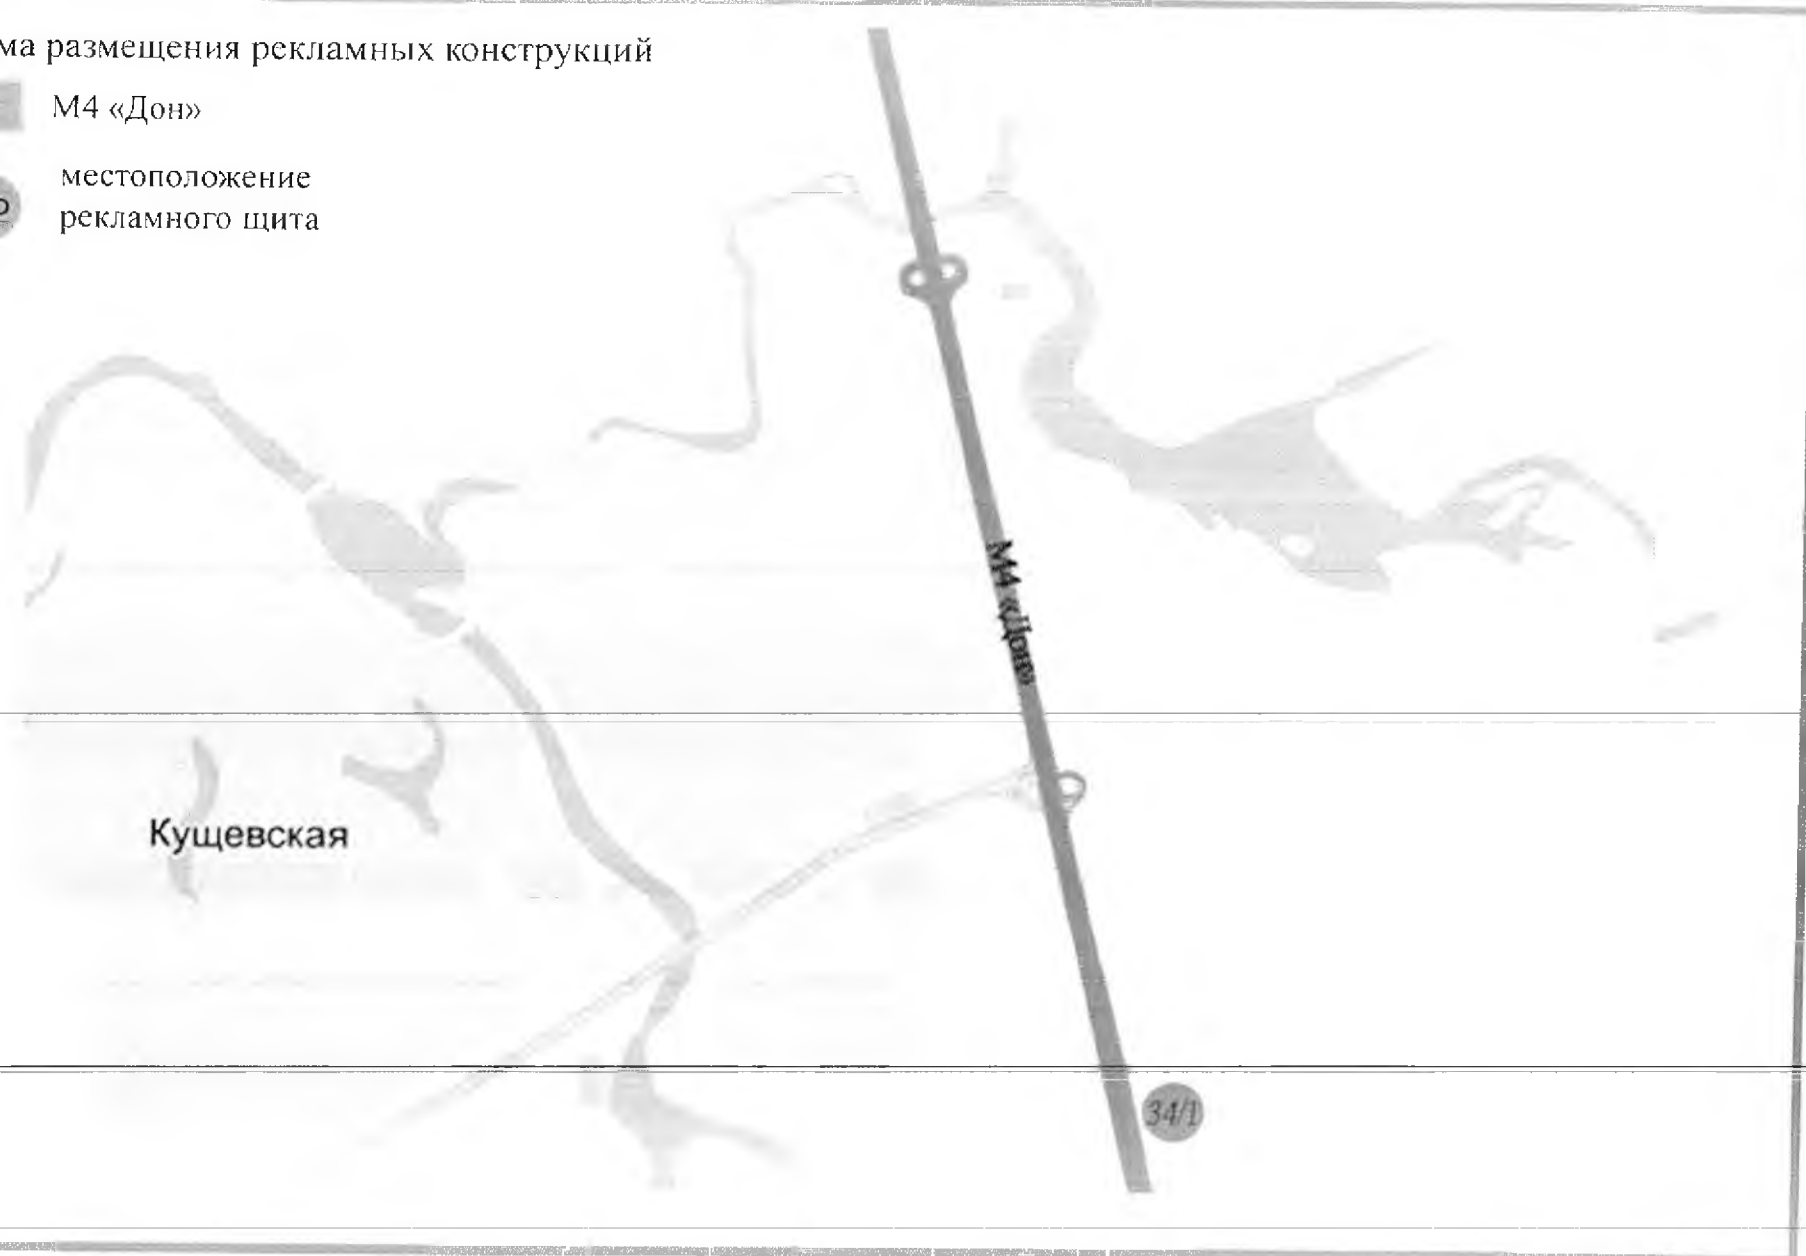 ма размещения рекламных конструкций
М4 «Дон»
местоположение
рекламного щита
М4 «Дон»
Кущевская
34/1